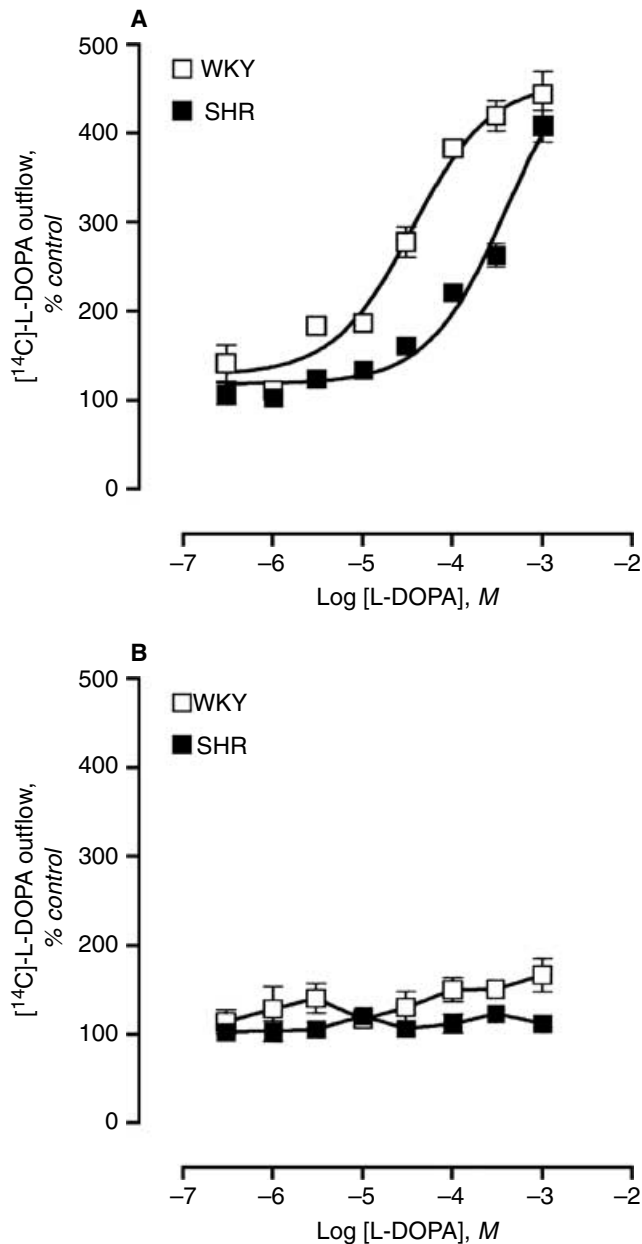 A
500
400
300
200
100
0
WKY
SHR
[¹⁴C]-L-DOPA outflow,
% control
–7 –6 –5 –4 –3 –2
Log [L-DOPA], M
B
500
400
300
200
100
0
WKY
SHR
[¹⁴C]-L-DOPA outflow,
% control
–7 –6 –5 –4 –3 –2
Log [L-DOPA], M